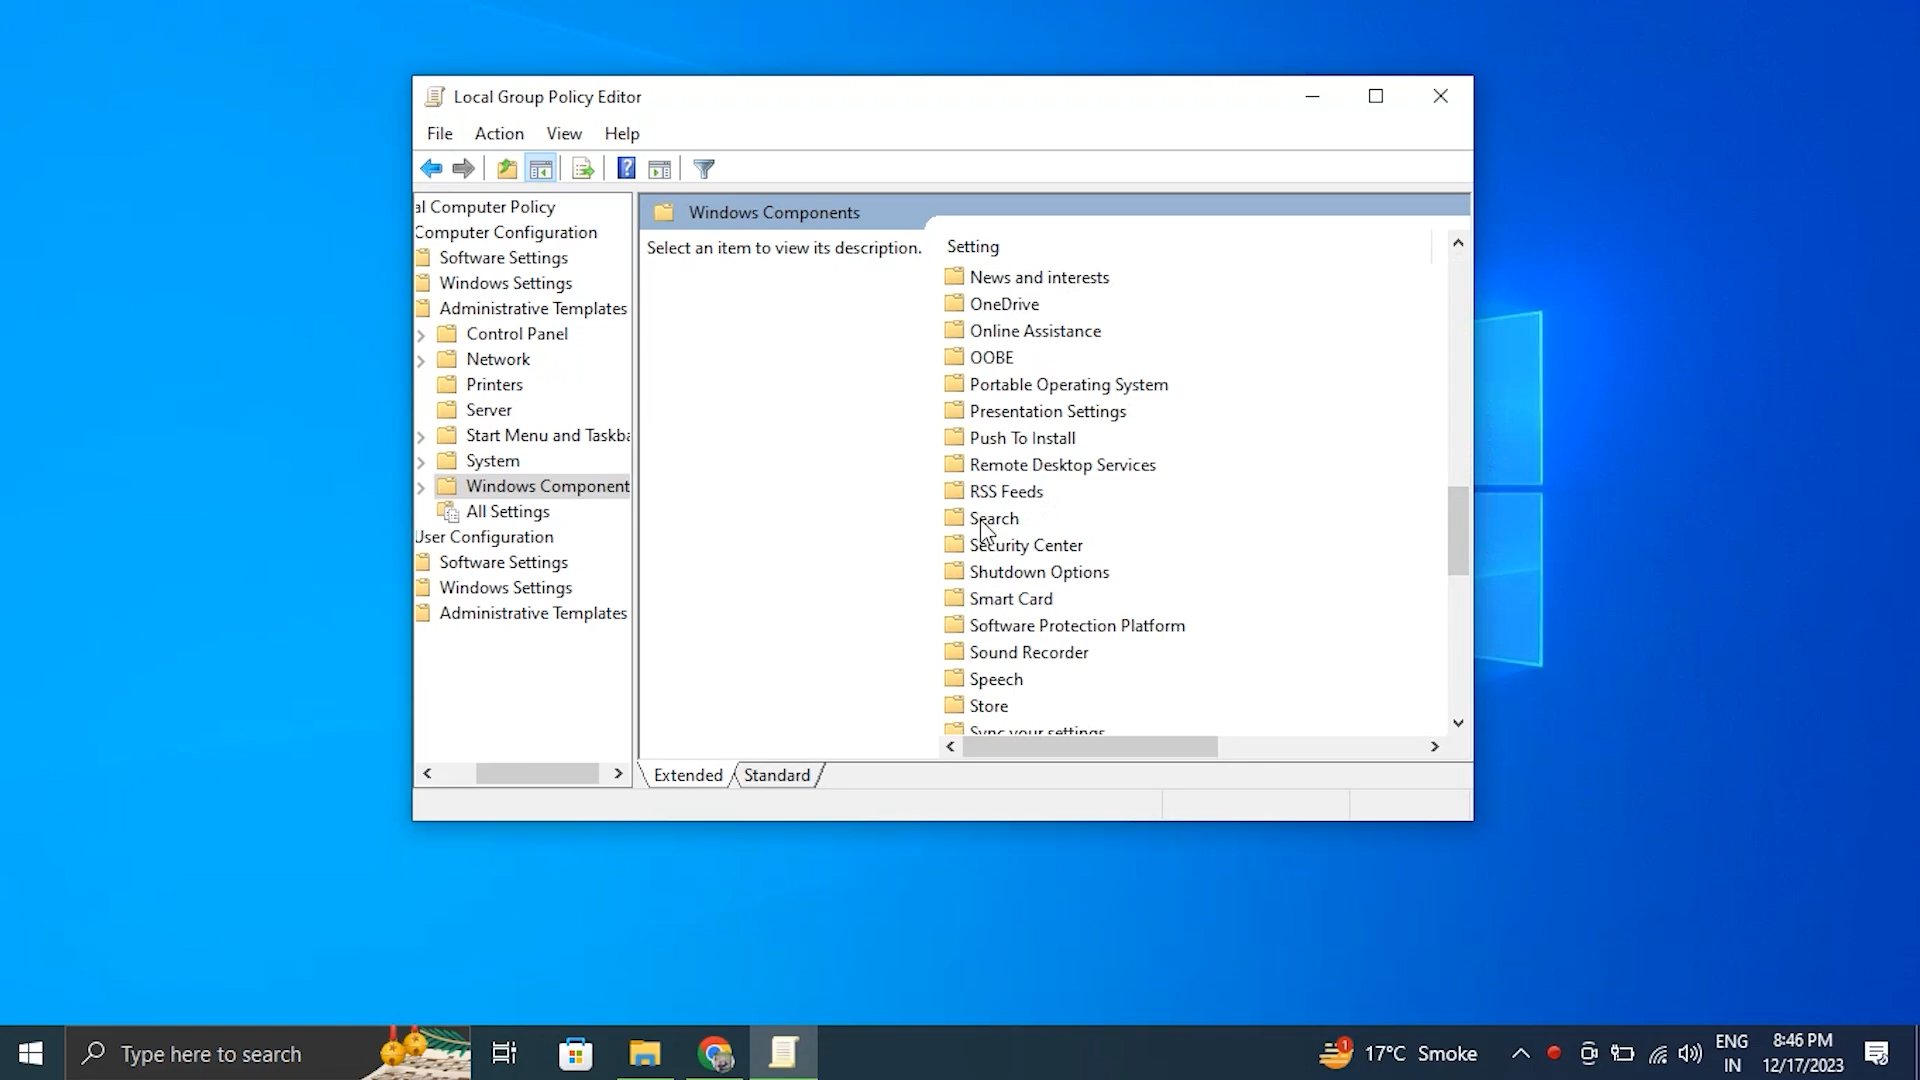 Local Group Policy Editor
File Action View Help
al Computer Policy
Computer Configuration
Software Settings
Windows Settings
Administrative Templates
Control Panel
Network
Printers
Server
Start Menu and Taskba
System
Windows Component
All Settings
User Configuration
Software Settings
Windows Settings
Administrative Templates
Windows Components
Select an item to view its description.
Setting
News and interests
OneDrive
Online Assistance
OOBE
Portable Operating System
Presentation Settings
Push To Install
Remote Desktop Services
RSS Feeds
Search
Security Center
Shutdown Options
Smart Card
Software Protection Platform
Sound Recorder
Speech
Store
Sync your settings
Extended Standard
Type here to search
1
17°C Smoke
ENG
IN
8:46 PM
12/17/2023